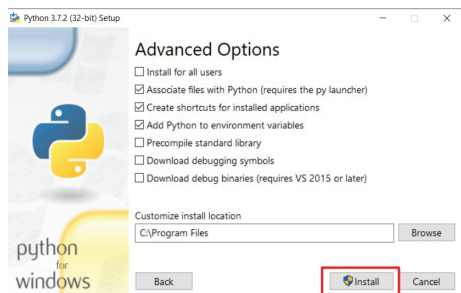 Python 3.7.2 (32-bit) Setup
Advanced Options
Install for all users
Associate files with Python (requires the py launcher)
Create shortcuts for installed applications
Add Python to environment variables
Precompile standard library
Download debugging symbols
Download debug binaries (requires VS 2015 or later)
Customize install location
C:\Program Files
Browse
python
for
windows
Back
Install
Cancel